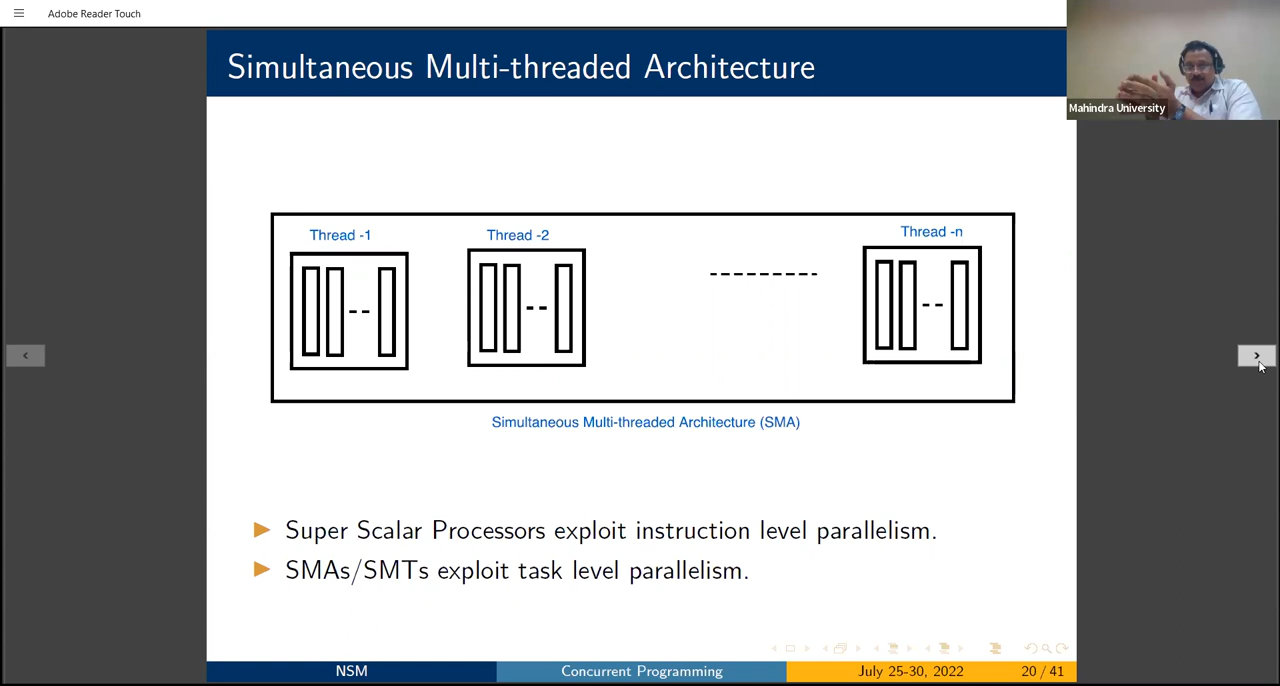 Adobe Reader Touch
Simultaneous Multi-threaded Architecture
Mahindra University
Thread -1
Thread -2
Thread -n
Simultaneous Multi-threaded Architecture (SMA)
Super Scalar Processors exploit instruction level parallelism.
SMAs/SMTs exploit task level parallelism.
NSM
Concurrent Programming
July 25-30, 2022
20 / 41